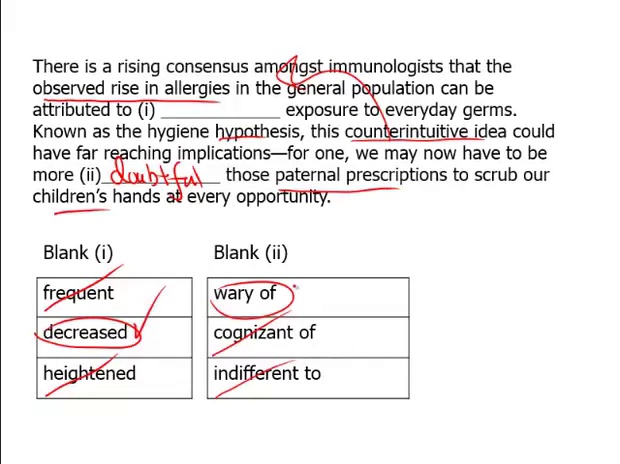 There is a rising consensus amongst immunologists that the
observed rise in allergies in the general population can be
attributed to (i) ____________ exposure to everyday germs.
Known as the hygiene hypothesis, this counterintuitive idea could
have far reaching implications—for one, we may now have to be
more (ii) doubtful those paternal prescriptions to scrub our
children's hands at every opportunity.
Blank (i) Blank (ii)
frequent wary of
decreased cognizant of
heightened indifferent to